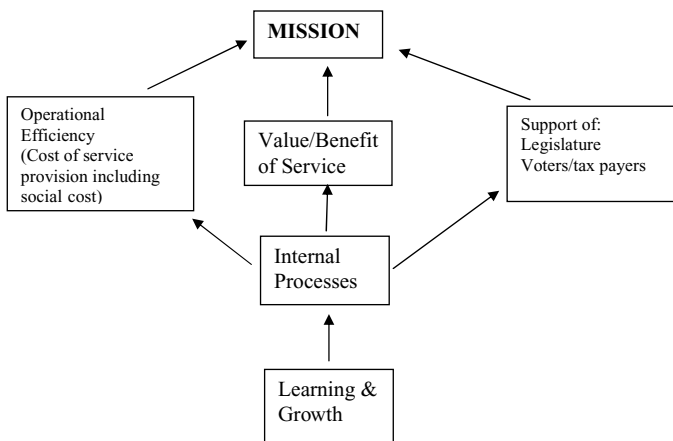 MISSION
Operational
Efficiency
(Cost of service
provision including
social cost)
Value/Benefit
of Service
Support of:
Legislature
Voters/tax payers
Internal
Processes
Learning &
Growth